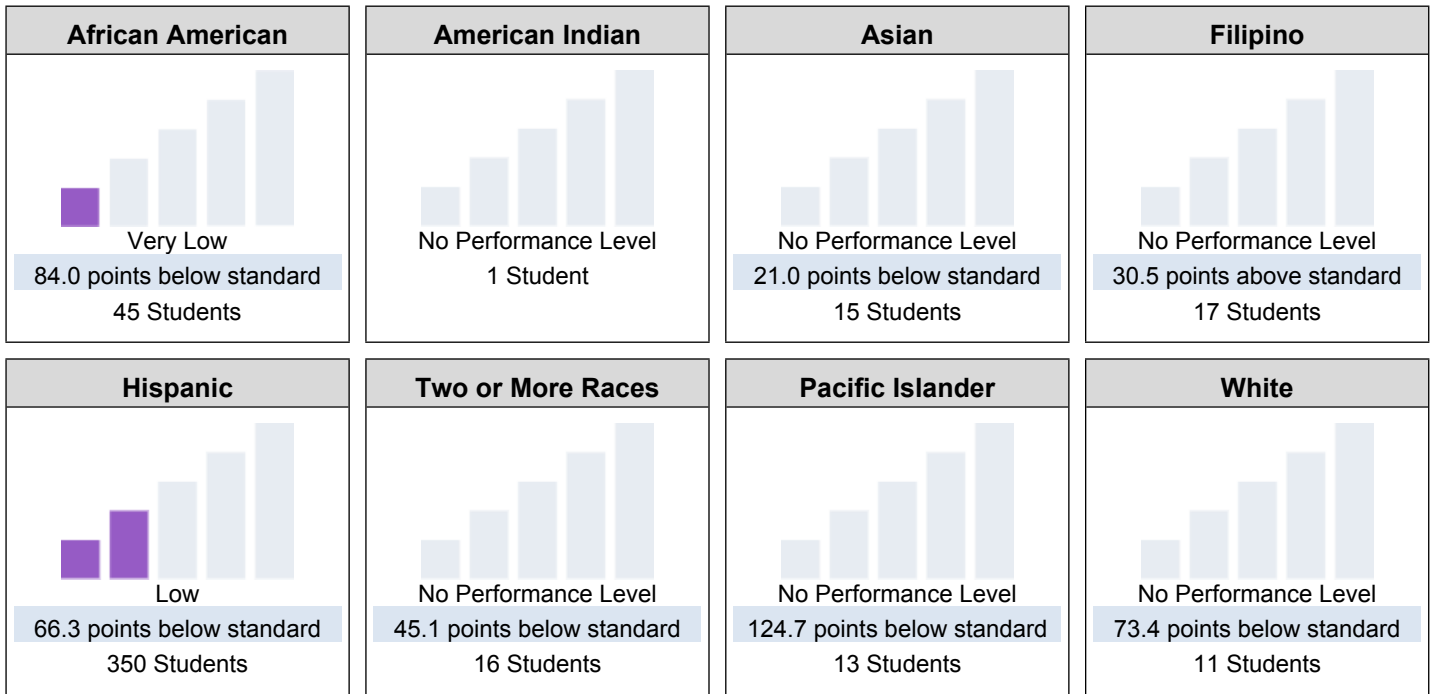 African American
Very Low
84.0 points below standard
45 Students
American Indian
No Performance Level
1 Student
Asian
No Performance Level
21.0 points below standard
15 Students
Filipino
No Performance Level
30.5 points above standard
17 Students
Hispanic
Low
66.3 points below standard
350 Students
Two or More Races
No Performance Level
45.1 points below standard
16 Students
Pacific Islander
No Performance Level
124.7 points below standard
13 Students
White
No Performance Level
73.4 points below standard
11 Students